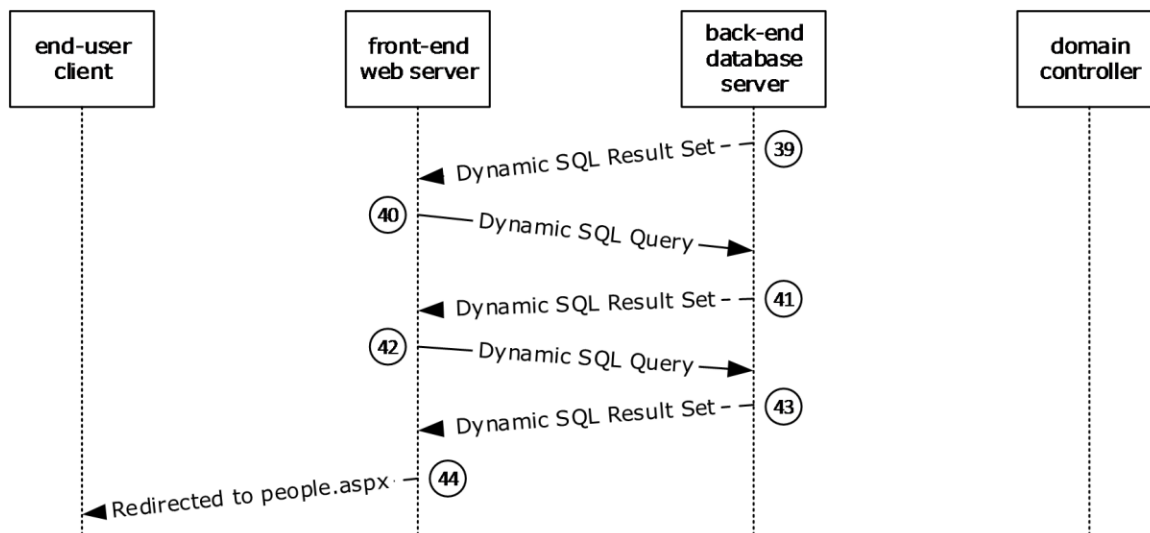 end-user
client
front-end
web server
back-end
database
server
domain
controller
Dynamic SQL Result Set
39
40
Dynamic SQL Query
Dynamic SQL Result Set
41
42
Dynamic SQL Query
Dynamic SQL Result Set
43
Redirected to people.aspx
44